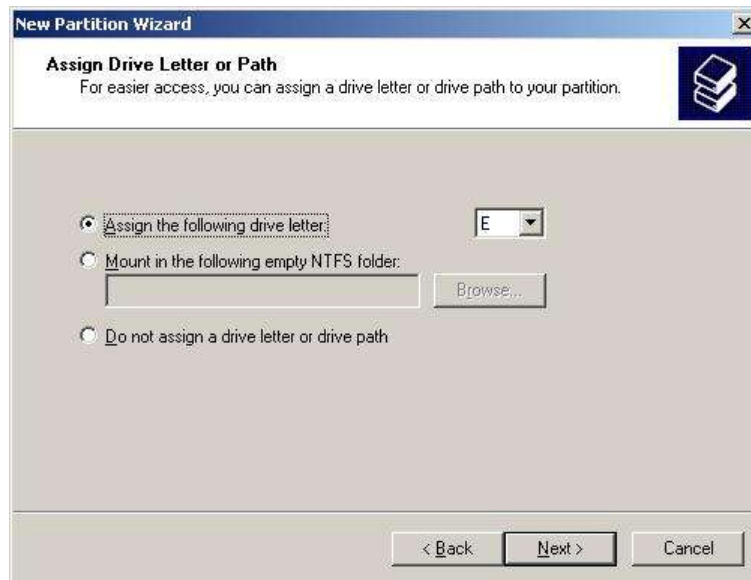 New Partition Wizard
Assign Drive Letter or Path
For easier access, you can assign a drive letter or drive path to your partition.
Assign the following drive letter: E
Mount in the following empty NTFS folder:
Browse...
Do not assign a drive letter or drive path
< Back Next > Cancel